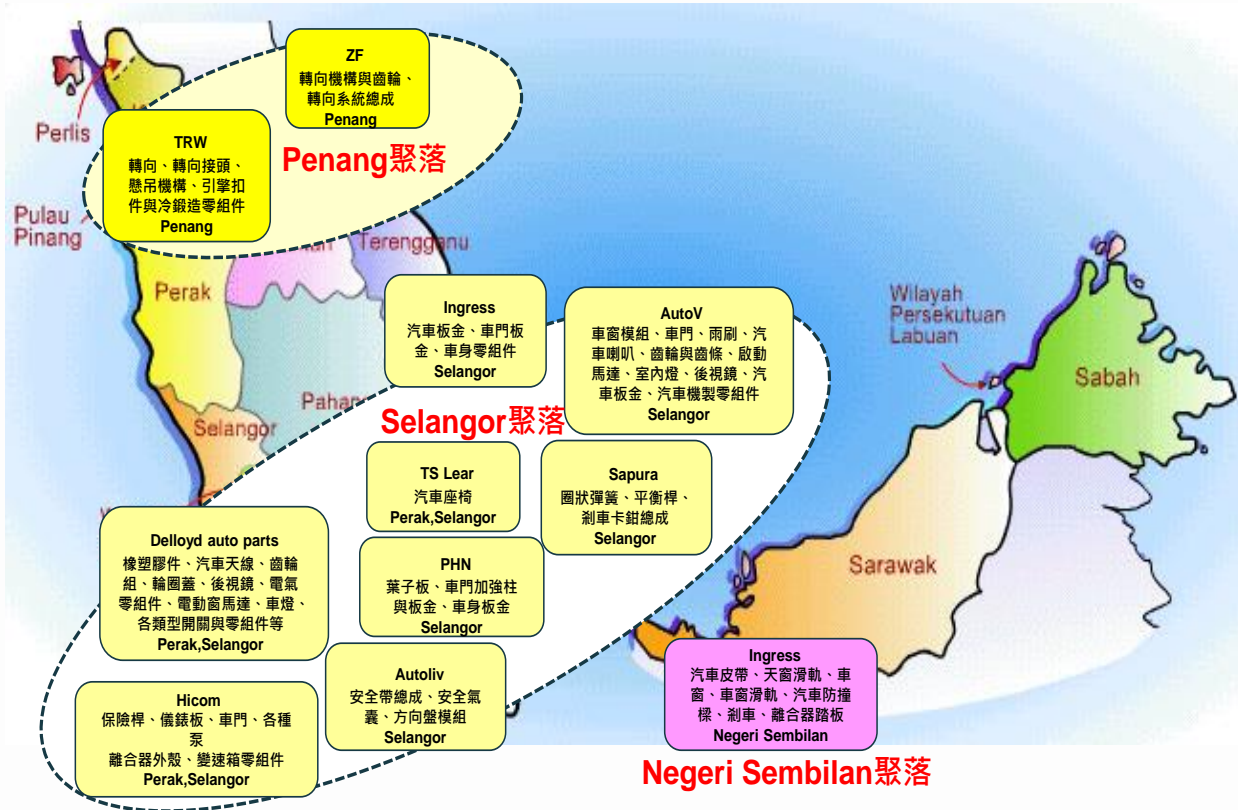 ZF
轉向機構與齒輪、
轉向系統總成
Penang
Perlis
TRW
轉向、轉向接頭、
懸吊機構、引擎扣
件與冷鍛造零組件
Penang
Penang聚落
Pulau
Pinang
Terengganu
Perak
Ingress
汽車板金、車門板
金、車身零組件
Selangor
AutoV
車窗模組、車門、雨刷、汽
車喇叭、齒輪與齒條、啟動
馬達、室內燈、後視鏡、汽
車板金、汽車機製零組件
Selangor
Wilayah
Persekutuan
Labuan
Sabah
Pahan
Selangor
Selangor聚落
TS Lear
汽車座椅
Perak,Selangor
Sapura
圈狀彈簧、平衡桿、
剎車卡鉗總成
Selangor
Delloyd auto parts
橡塑膠件、汽車天線、齒輪
組、輪圈蓋、後視鏡、電氣
零組件、電動窗馬達、車燈、
各類型開關與零組件等
Perak,Selangor
PHN
葉子板、車門加強柱
與板金、車身板金
Selangor
Sarawak
Autoliv
安全帶總成、安全氣
囊、方向盤模組
Selangor
Ingress
汽車皮帶、天窗滑軌、車
窗、車窗滑軌、汽車防撞
樑、剎車、離合器踏板
Negeri Sembilan
Hicom
保險桿、儀錶板、車門、各種
泵
離合器外殼、變速箱零組件
Perak,Selangor
Negeri Sembilan聚落